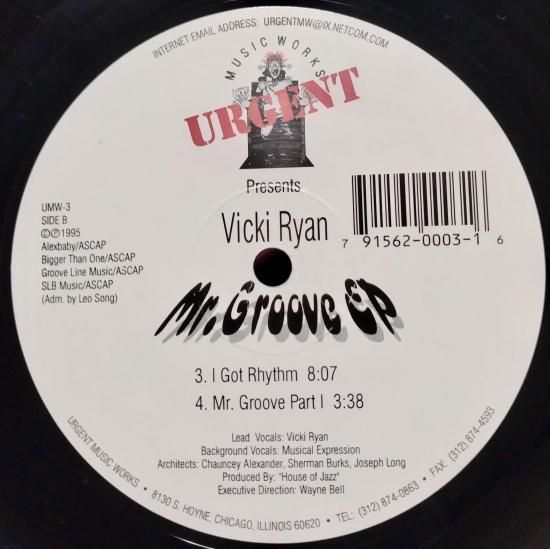 INTERNET EMAIL ADDRESS: URGENTMW@IX.NETCOM.COM
MUSIC WORKS
URGENT
Presents
Vicki Ryan
7 91562-0003-1 6
UMW-3
SIDE B
©℗1995
Alexbaby/ASCAP
Bigger Than One/ASCAP
Groove Line Music/ASCAP
SLB Music/ASCAP
(Adm. by Leo Song)
Mr. Groove EP
3. I Got Rhythm 8:07
4. Mr. Groove Part I 3:38
Lead Vocals: Vicki Ryan
Background Vocals: Musical Expression
Architects: Chauncey Alexander, Sherman Burks, Joseph Long
Produced By: "House of Jazz"
Executive Direction: Wayne Bell
URGENT MUSIC WORKS • 8130 S. HOYNE, CHICAGO, ILLINOIS 60620 • TEL: (312) 874-0863 • FAX: (312) 874-4593